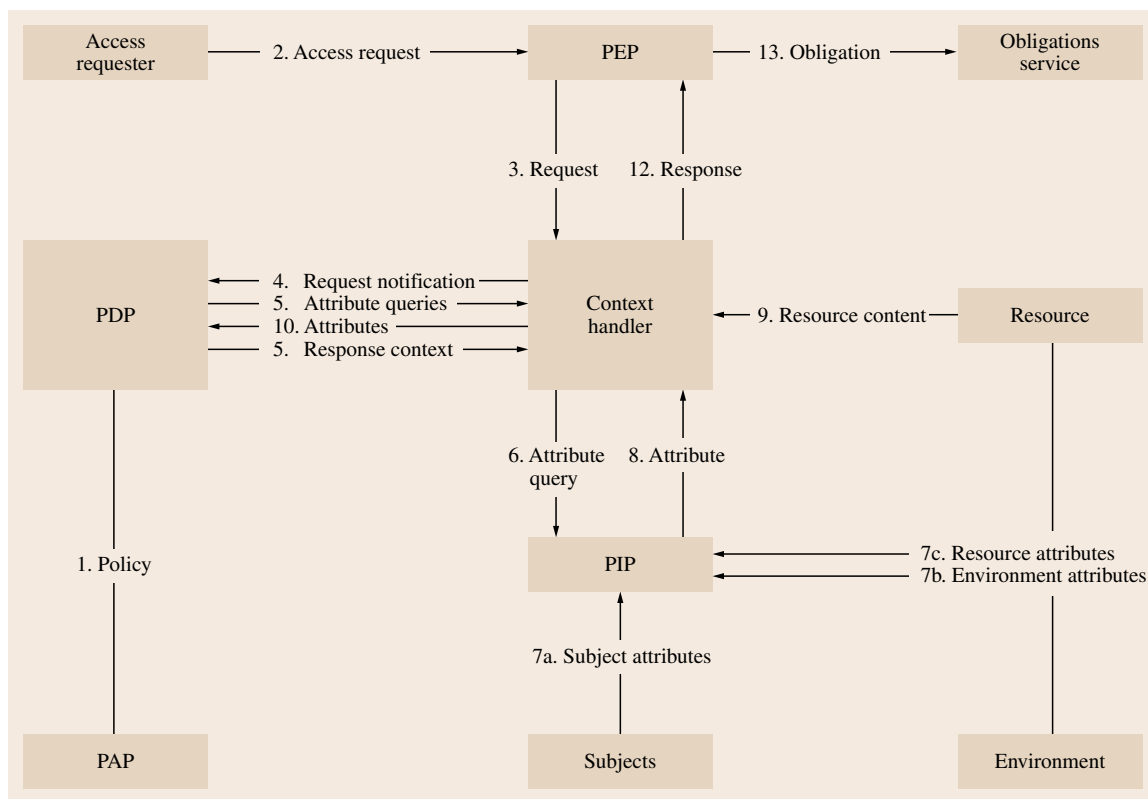 Access
requester
2. Access request
PEP
13. Obligation
Obligations
service
3. Request
12. Response
PDP
4. Request notification
5. Attribute queries
10. Attributes
5. Response context
Context
handler
9. Resource content
Resource
6. Attribute
query
8. Attribute
1. Policy
PIP
7c. Resource attributes
7b. Environment attributes
7a. Subject attributes
PAP
Subjects
Environment